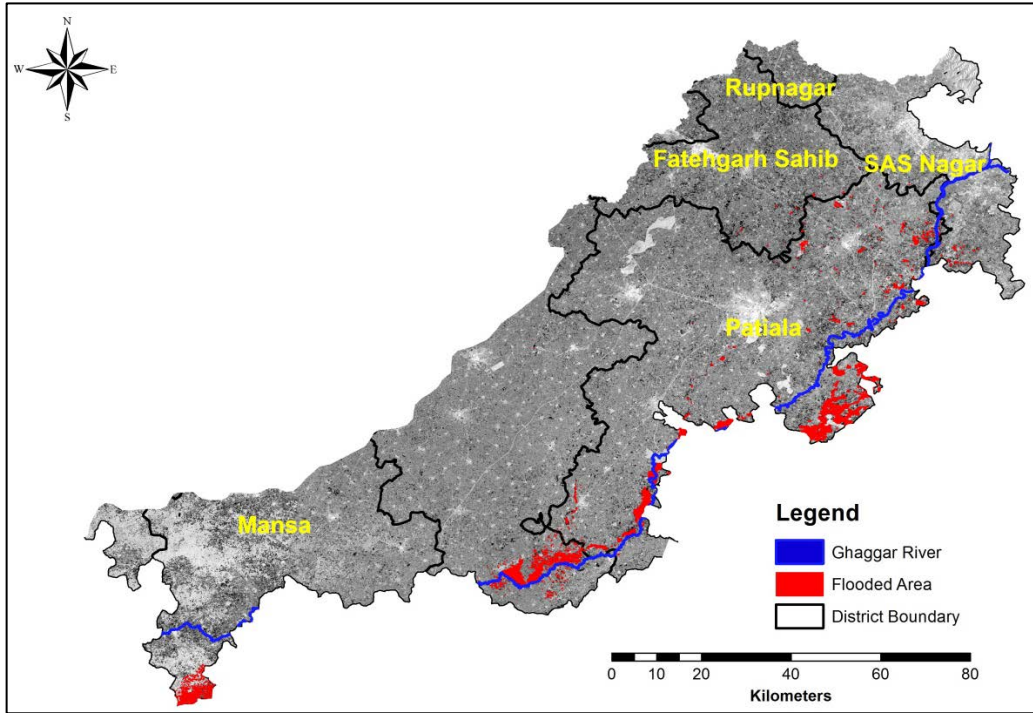 N
W E
S
Rupnagar
Fatehgarh Sahib
SAS Nagar
Patiala
Mansa
Legend
Ghaggar River
Flooded Area
District Boundary
0 10 20 40 60 80
Kilometers